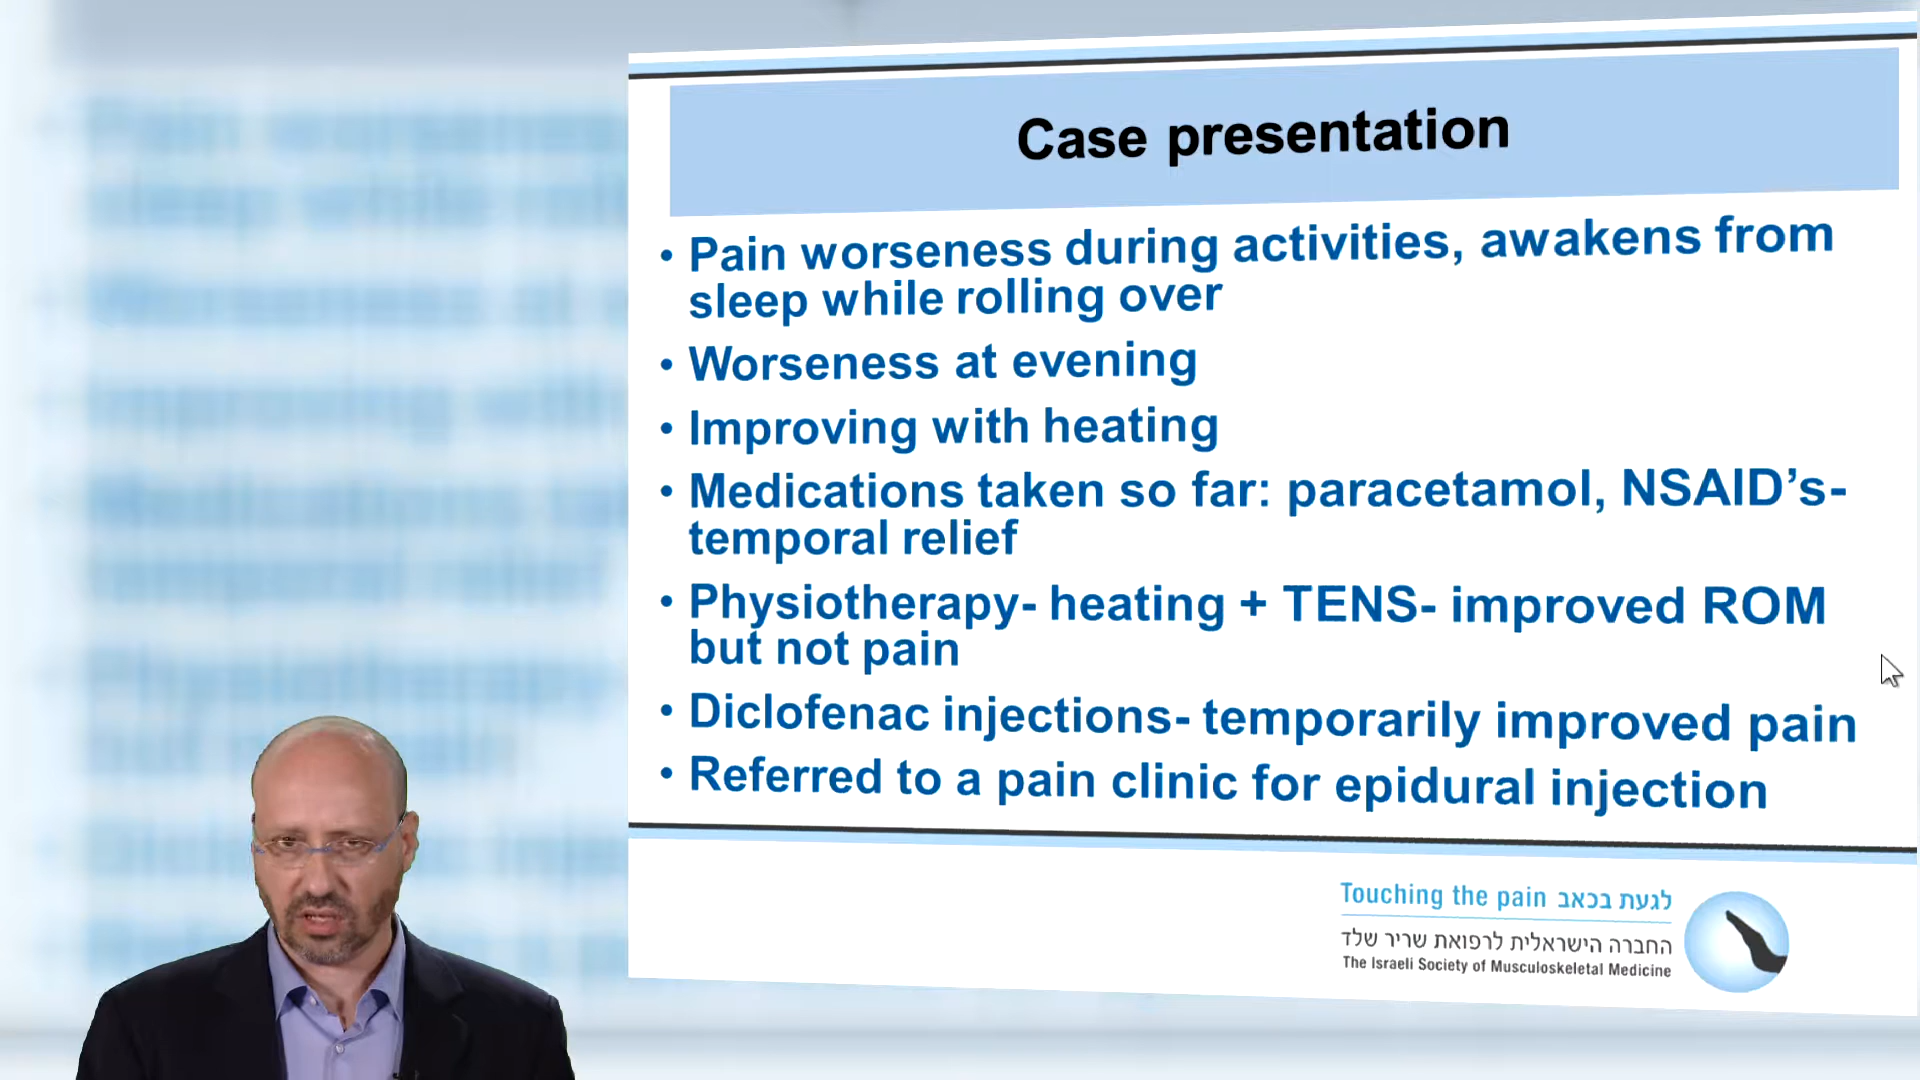 Case presentation
• Pain worseness during activities, awakens from
sleep while rolling over
• Worseness at evening
• Improving with heating
• Medications taken so far: paracetamol, NSAID’s-
temporal relief
• Physiotherapy- heating + TENS- improved ROM
but not pain
• Diclofenac injections- temporarily improved pain
• Referred to a pain clinic for epidural injection
Touching the pain לגעת בכאב
החברה הישראלית לרפואת שריר שלד
The Israeli Society of Musculoskeletal Medicine